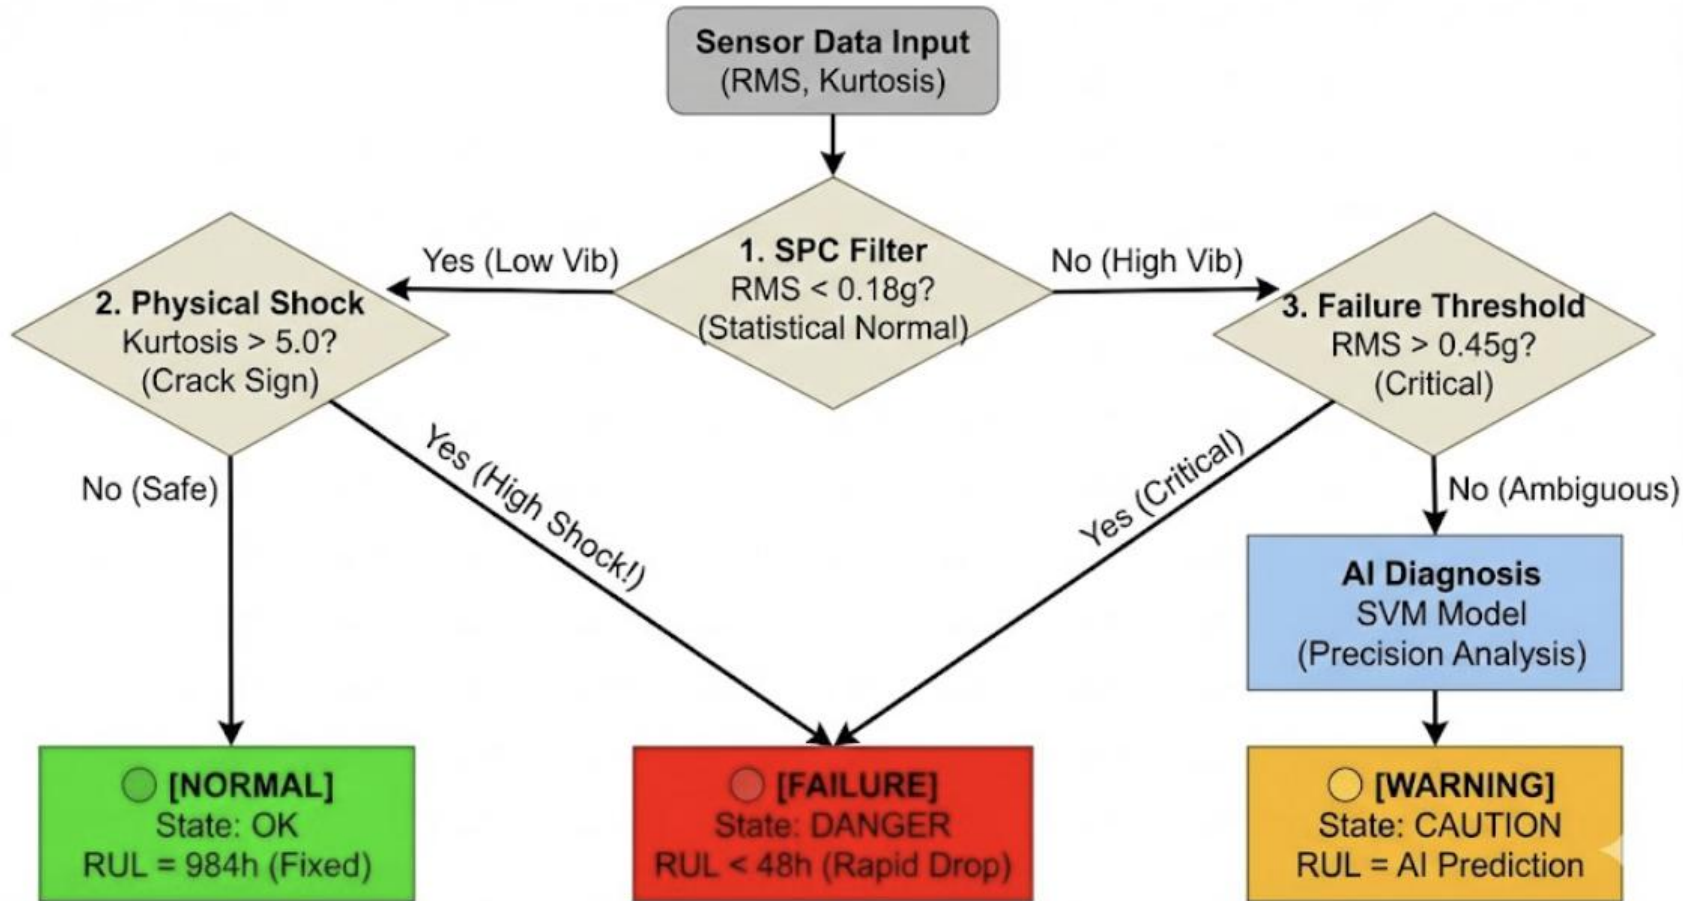 Sensor Data Input
(RMS, Kurtosis)
1. SPC Filter
RMS < 0.18g?
(Statistical Normal)
Yes (Low Vib)
No (High Vib)
2. Physical Shock
Kurtosis > 5.0?
(Crack Sign)
3. Failure Threshold
RMS > 0.45g?
(Critical)
No (Safe)
Yes (High Shock!)
Yes (Critical)
No (Ambiguous)
AI Diagnosis
SVM Model
(Precision Analysis)
[NORMAL]
State: OK
RUL = 984h (Fixed)
[FAILURE]
State: DANGER
RUL < 48h (Rapid Drop)
[WARNING]
State: CAUTION
RUL = AI Prediction